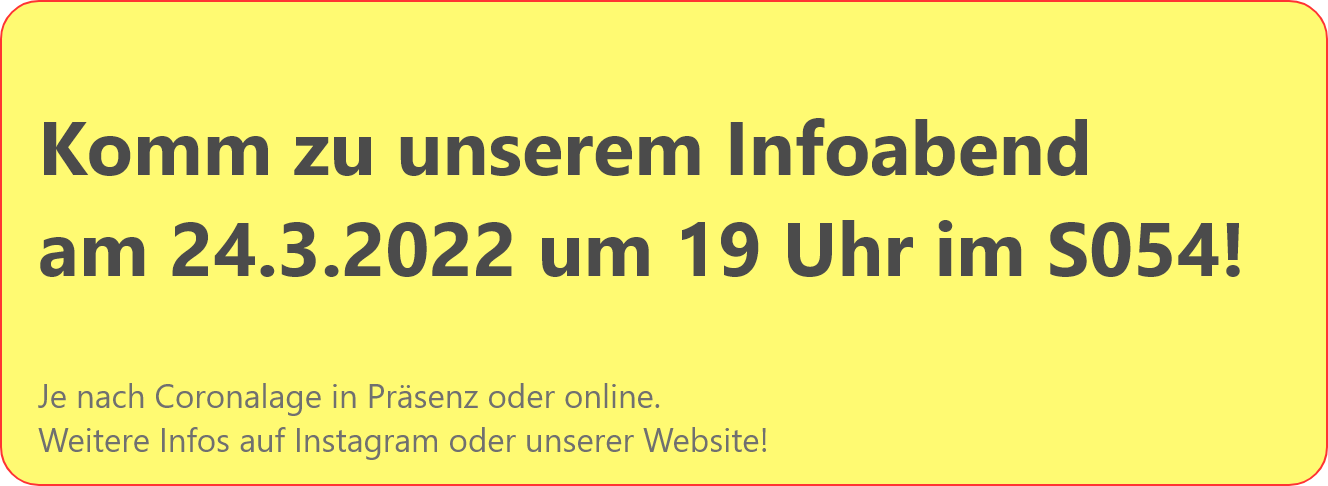 Komm zu unserem Infoabend
am 24.3.2022 um 19 Uhr im S054!
Je nach Coronalage in Präsenz oder online.
Weitere Infos auf Instagram oder unserer Website!